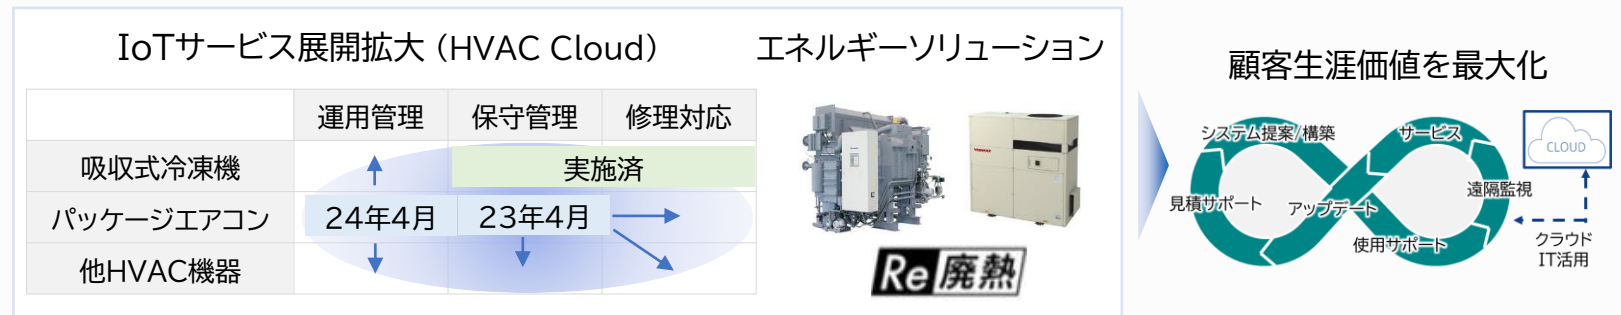 IoTサービス展開拡大（HVAC Cloud）
エネルギーソリューション
運用管理 保守管理 修理対応
吸収式冷凍機 実施済
パッケージエアコン 24年4月 23年4月
他HVAC機器
Re廃熱
顧客生涯価値を最大化
システム提案/構築
サービス
CLOUD
見積サポート
アップデート
遠隔監視
使用サポート
クラウド
IT活用